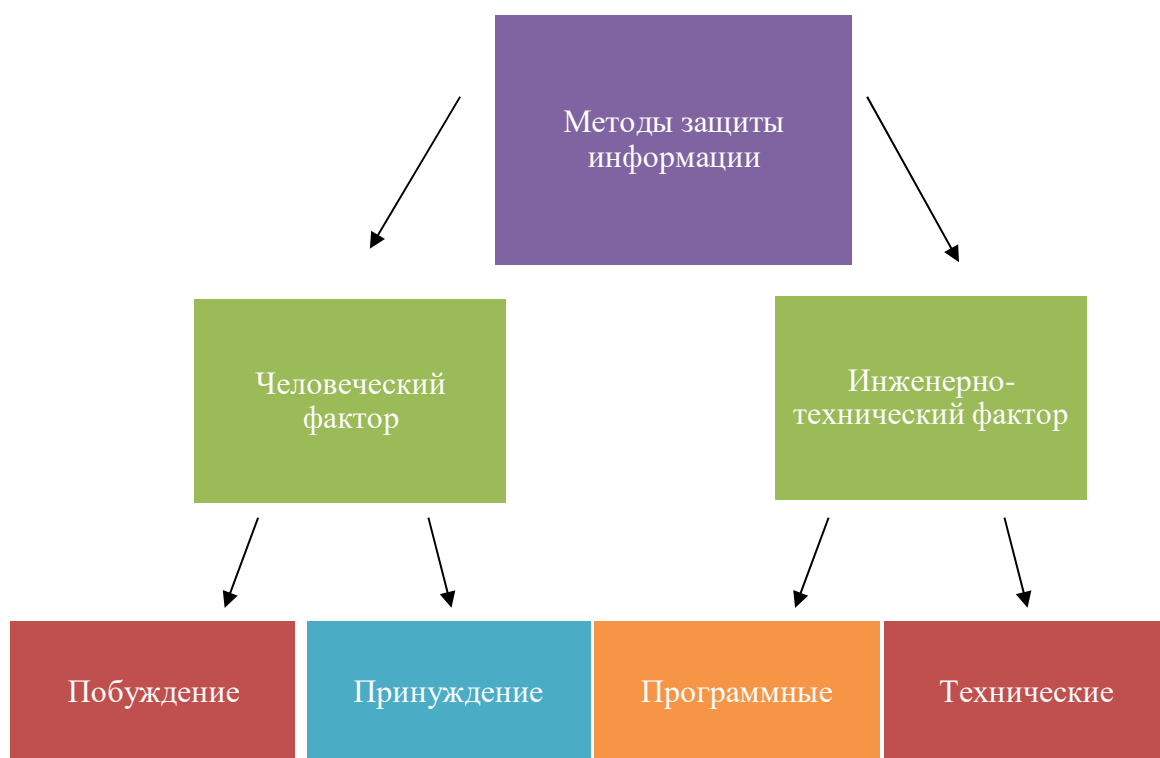 Методы защиты
информации
Человеческий
фактор
Инженерно-
технический фактор
Побуждение
Принуждение
Программные
Технические